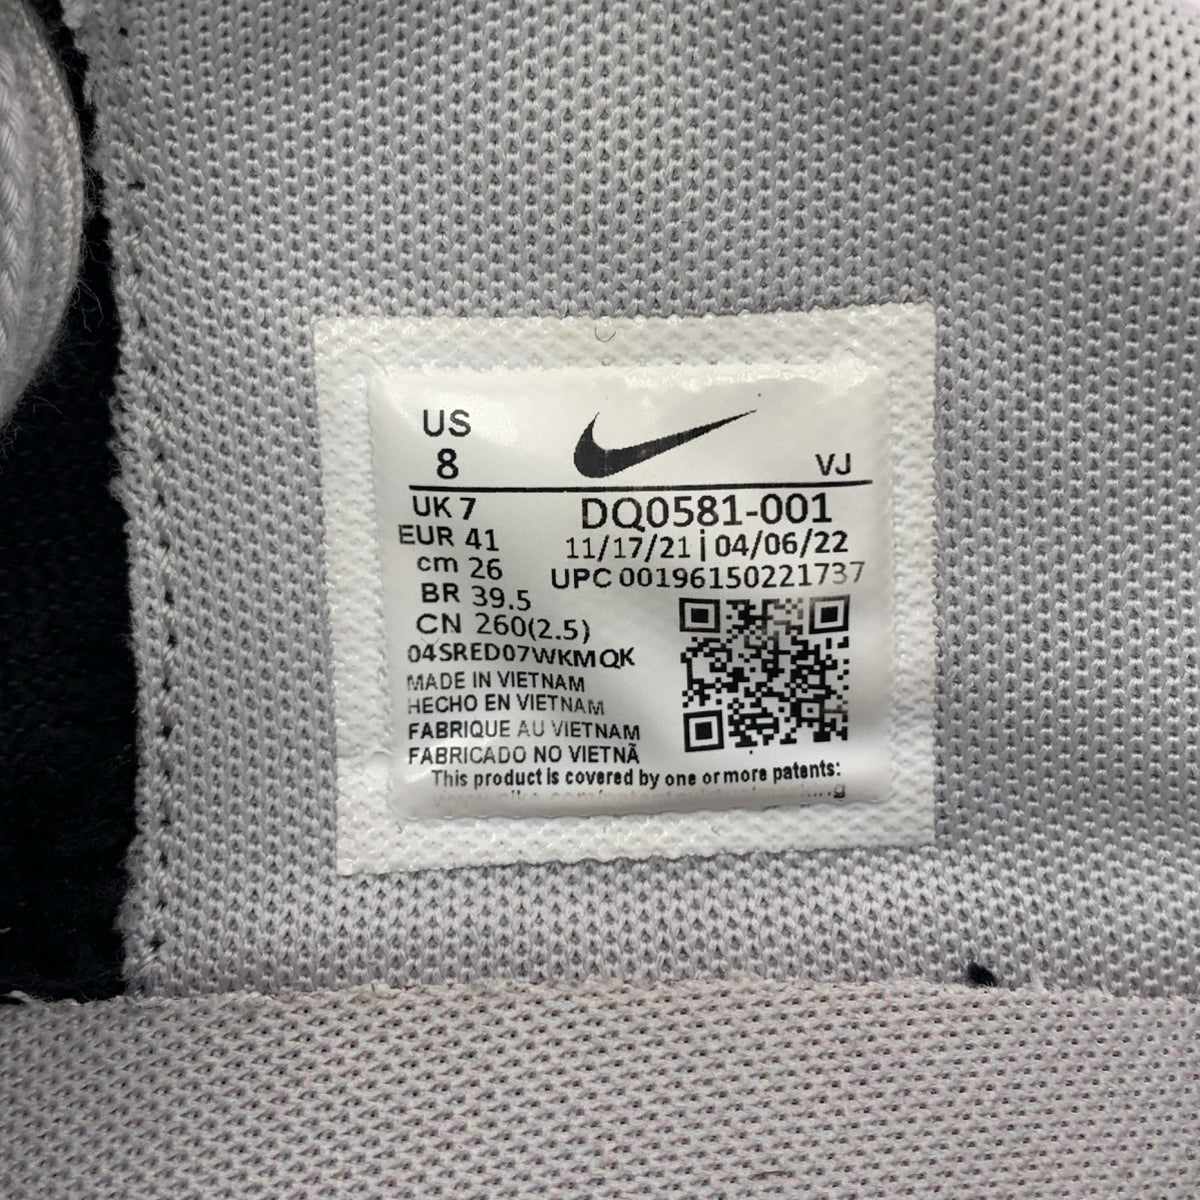 US
8
VJ
UK 7
DQ0581-001
EUR 41
11/17/21 | 04/06/22
cm 26
UPC 00196150221737
BR 39.5
CN 260(2.5)
04SRED07WKMQK
MADE IN VIETNAM
HECHO EN VIETNAM
FABRIQUE AU VIETNAM
FABRICADO NO VIETNÃ
This product is covered by one or more patents: